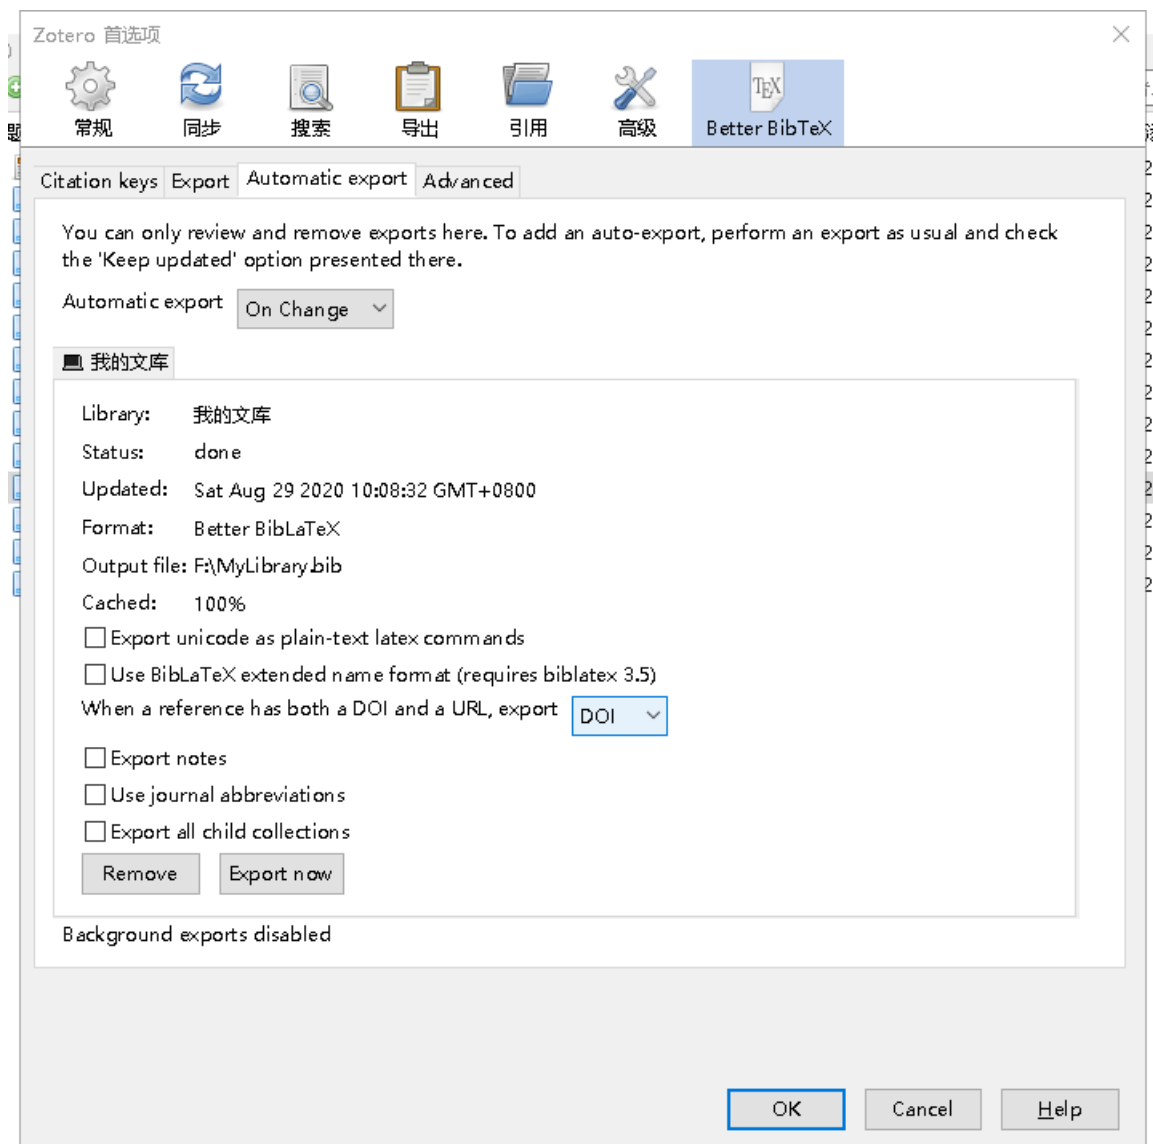 Zotero 首选项
常规 同步 搜索 导出 引用 高级 TEX Better BibTeX
Citation keys Export Automatic export Advanced
You can only review and remove exports here. To add an auto-export, perform an export as usual and check
the 'Keep updated' option presented there.
Automatic export On Change
我的文库
Library: 我的文库
Status: done
Updated: Sat Aug 29 2020 10:08:32 GMT+0800
Format: Better BibLaTeX
Output file: F:\MyLibrary.bib
Cached: 100%
Export unicode as plain-text latex commands
Use BibLaTeX extended name format (requires biblatex 3.5)
When a reference has both a DOI and a URL, export DOI
Export notes
Use journal abbreviations
Export all child collections
Remove Export now
Background exports disabled
OK Cancel Help